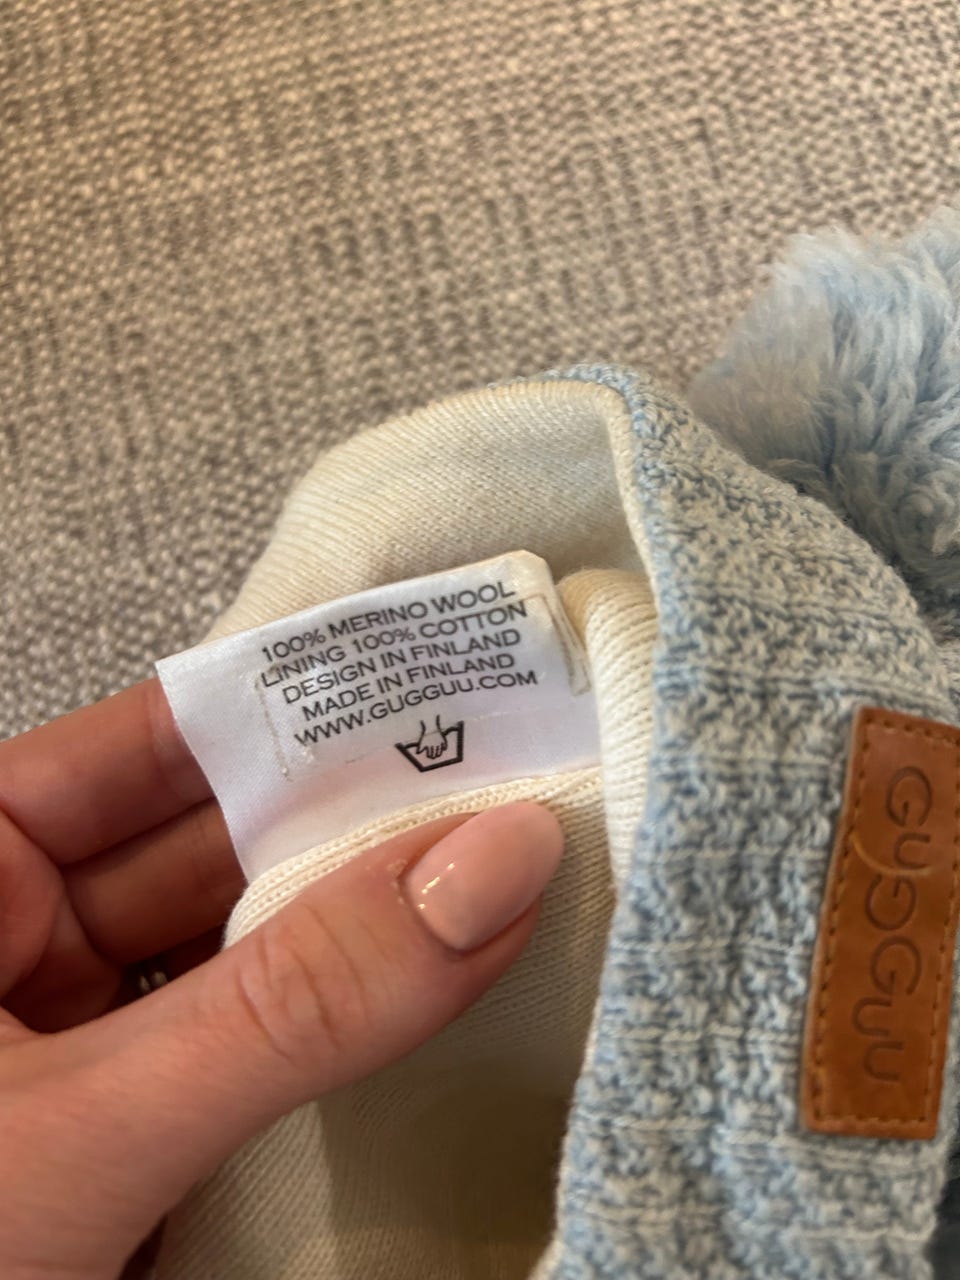 100% MERINO WOOL
LINING 100% COTTON
DESIGN IN FINLAND
MADE IN FINLAND
WWW.GUGGUU.COM
GUGGUU